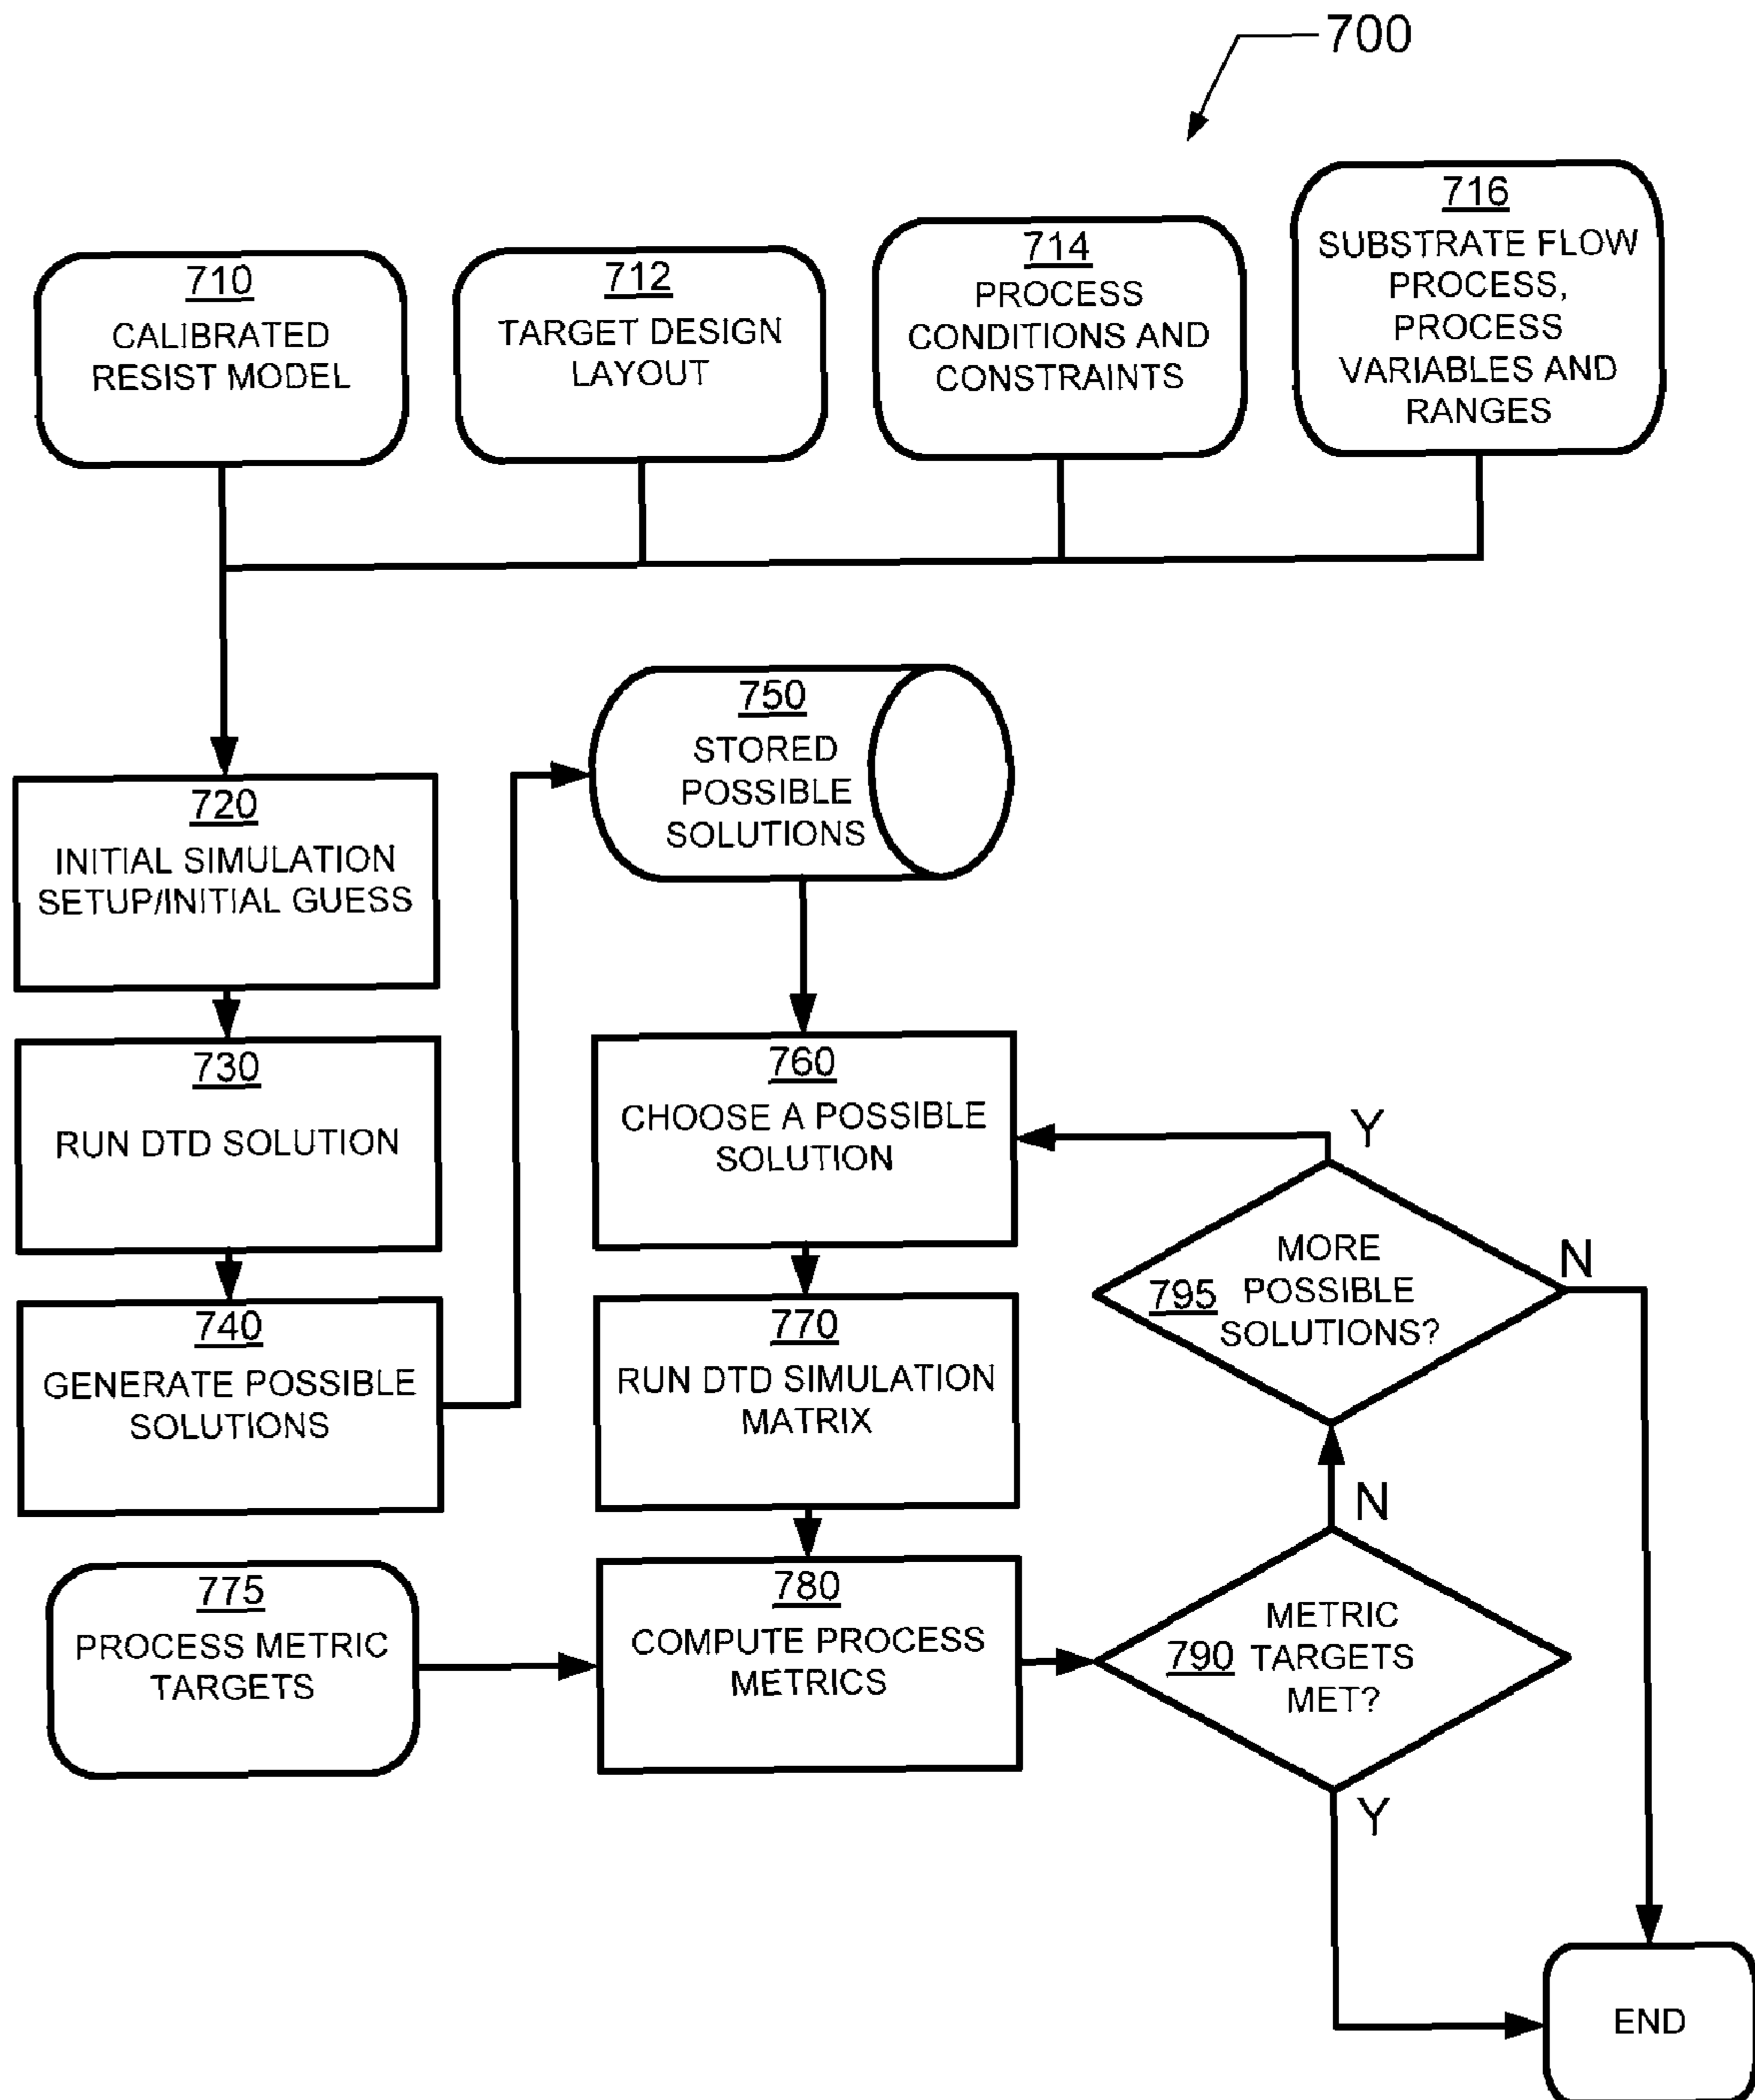 700
710
CALIBRATED
RESIST MODEL
712
TARGET DESIGN
LAYOUT
714
PROCESS
CONDITIONS AND
CONSTRAINTS
716
SUBSTRATE FLOW
PROCESS,
PROCESS
VARIABLES AND
RANGES
720
INITIAL SIMULATION
SETUP/INITIAL GUESS
730
RUN DTD SOLUTION
740
GENERATE POSSIBLE
SOLUTIONS
750
STORED
POSSIBLE
SOLUTIONS
760
CHOOSE A POSSIBLE
SOLUTION
770
RUN DTD SIMULATION
MATRIX
775
PROCESS METRIC
TARGETS
780
COMPUTE PROCESS
METRICS
Y
MORE
795 POSSIBLE
SOLUTIONS?
N
N
METRIC
790 TARGETS
MET?
Y
END